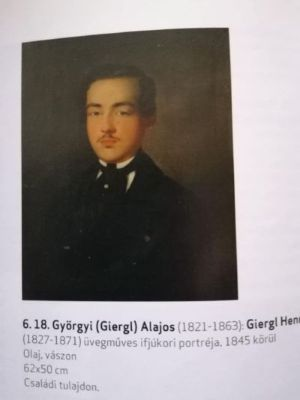 6.18. Györgyi (Giergl) Alajos (1821-1863): Giergl
(1827-1871) üvegműves ifjúkori portréja, 1845 körül
Olaj, vászon
62x50 cm
Családi tulajdon.